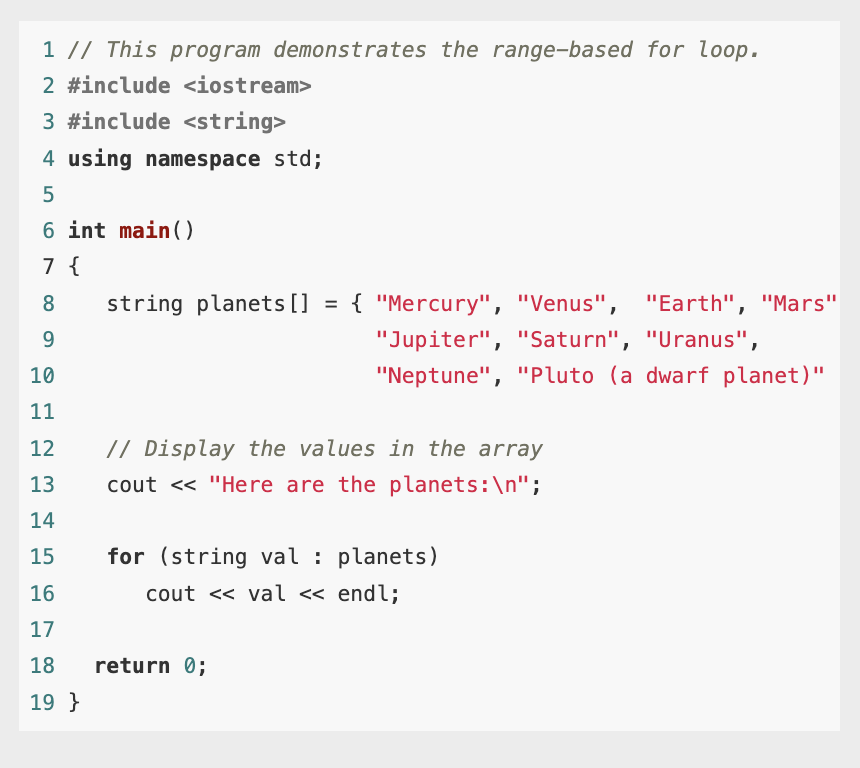 1 // This program demonstrates the range-based for loop.
2 #include <iostream>
3 #include <string>
4 using namespace std;
5
6 int main()
7 {
8    string planets[] = { "Mercury", "Venus",  "Earth", "Mars"
9                         "Jupiter", "Saturn", "Uranus",
10                        "Neptune", "Pluto (a dwarf planet)"
11
12    // Display the values in the array
13    cout << "Here are the planets:\n";
14
15    for (string val : planets)
16       cout << val << endl;
17
18   return 0;
19 }